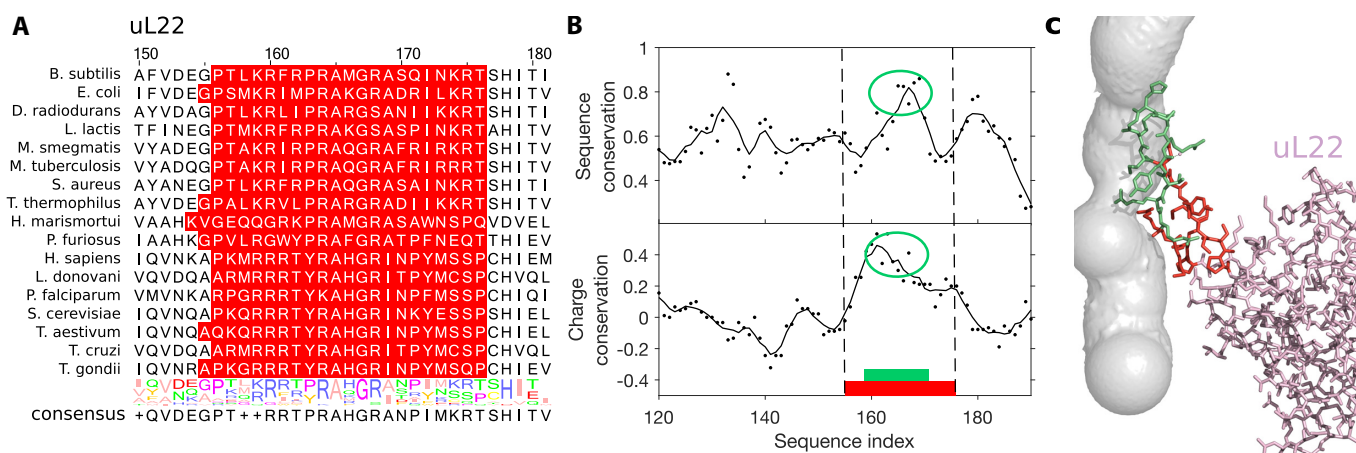 A
uL22
150 160 170 180
B. subtilis AFVDEGPTLKRFRPRAMGRASQINKRTSHITI
E. coli IFVDEGPSMKRIMPRAKGRADRILKRTSHITV
D. radiodurans AYVDAGPTLKRLIPRARGSANIIKKRTSHITI
L. lactis TFINEGPTMKRFRPRAKGSASPINKRTAHITV
M. smegmatis VYADEGPTAKRIRPRAQGRAFRIRKRTSHITV
M. tuberculosis VYADQGPTAKRIRPRAQGRAFRIRRRTSHITV
S. aureus AYANEGPTLKRFRPRAQGRASAINKRTSHITI
T. thermophilus AYVDEGPALKRVLPRARGRADIIKKRTSHITV
H. marismortui VAAHKVGEQQGRKPRAMGRASAWNSPQVDVEL
P. furiosus IAAHKGPVLRGWYPRAFGRATPFNEQTTHIEV
H. sapiens IQVNKAPKMRRRTYRAHGRINPYMSSPCHIEM
L. donovani VQVDQAARMRRRTYRAHGRITPYMCSPCHVQL
P. falciparum VMVNKARPGRRRTYKAHGRINPFMSSPCHIQI
S. cerevisiae IQVNQAPKQRRRTYRAHGRINKYESSPSHIEL
T. aestivum IQVNQAQKQRRRTYRAHGRINPYMSSPCHIEL
T. cruzi VQVDQAARMRRRTYRAHGRITPYMCSPCHVQL
T. gondii IQVNRAPKGRRRTYRAHGRINPYMSQPCHIEL
consensus +QVDEGPT++RRTPRAHGRANPIMKRTSHITV
B
Sequence
conservation
1
0.8
0.6
0.4
Charge
conservation
0.4
0.2
0
-0.2
-0.4
120 140 160 180
Sequence index
C
uL22